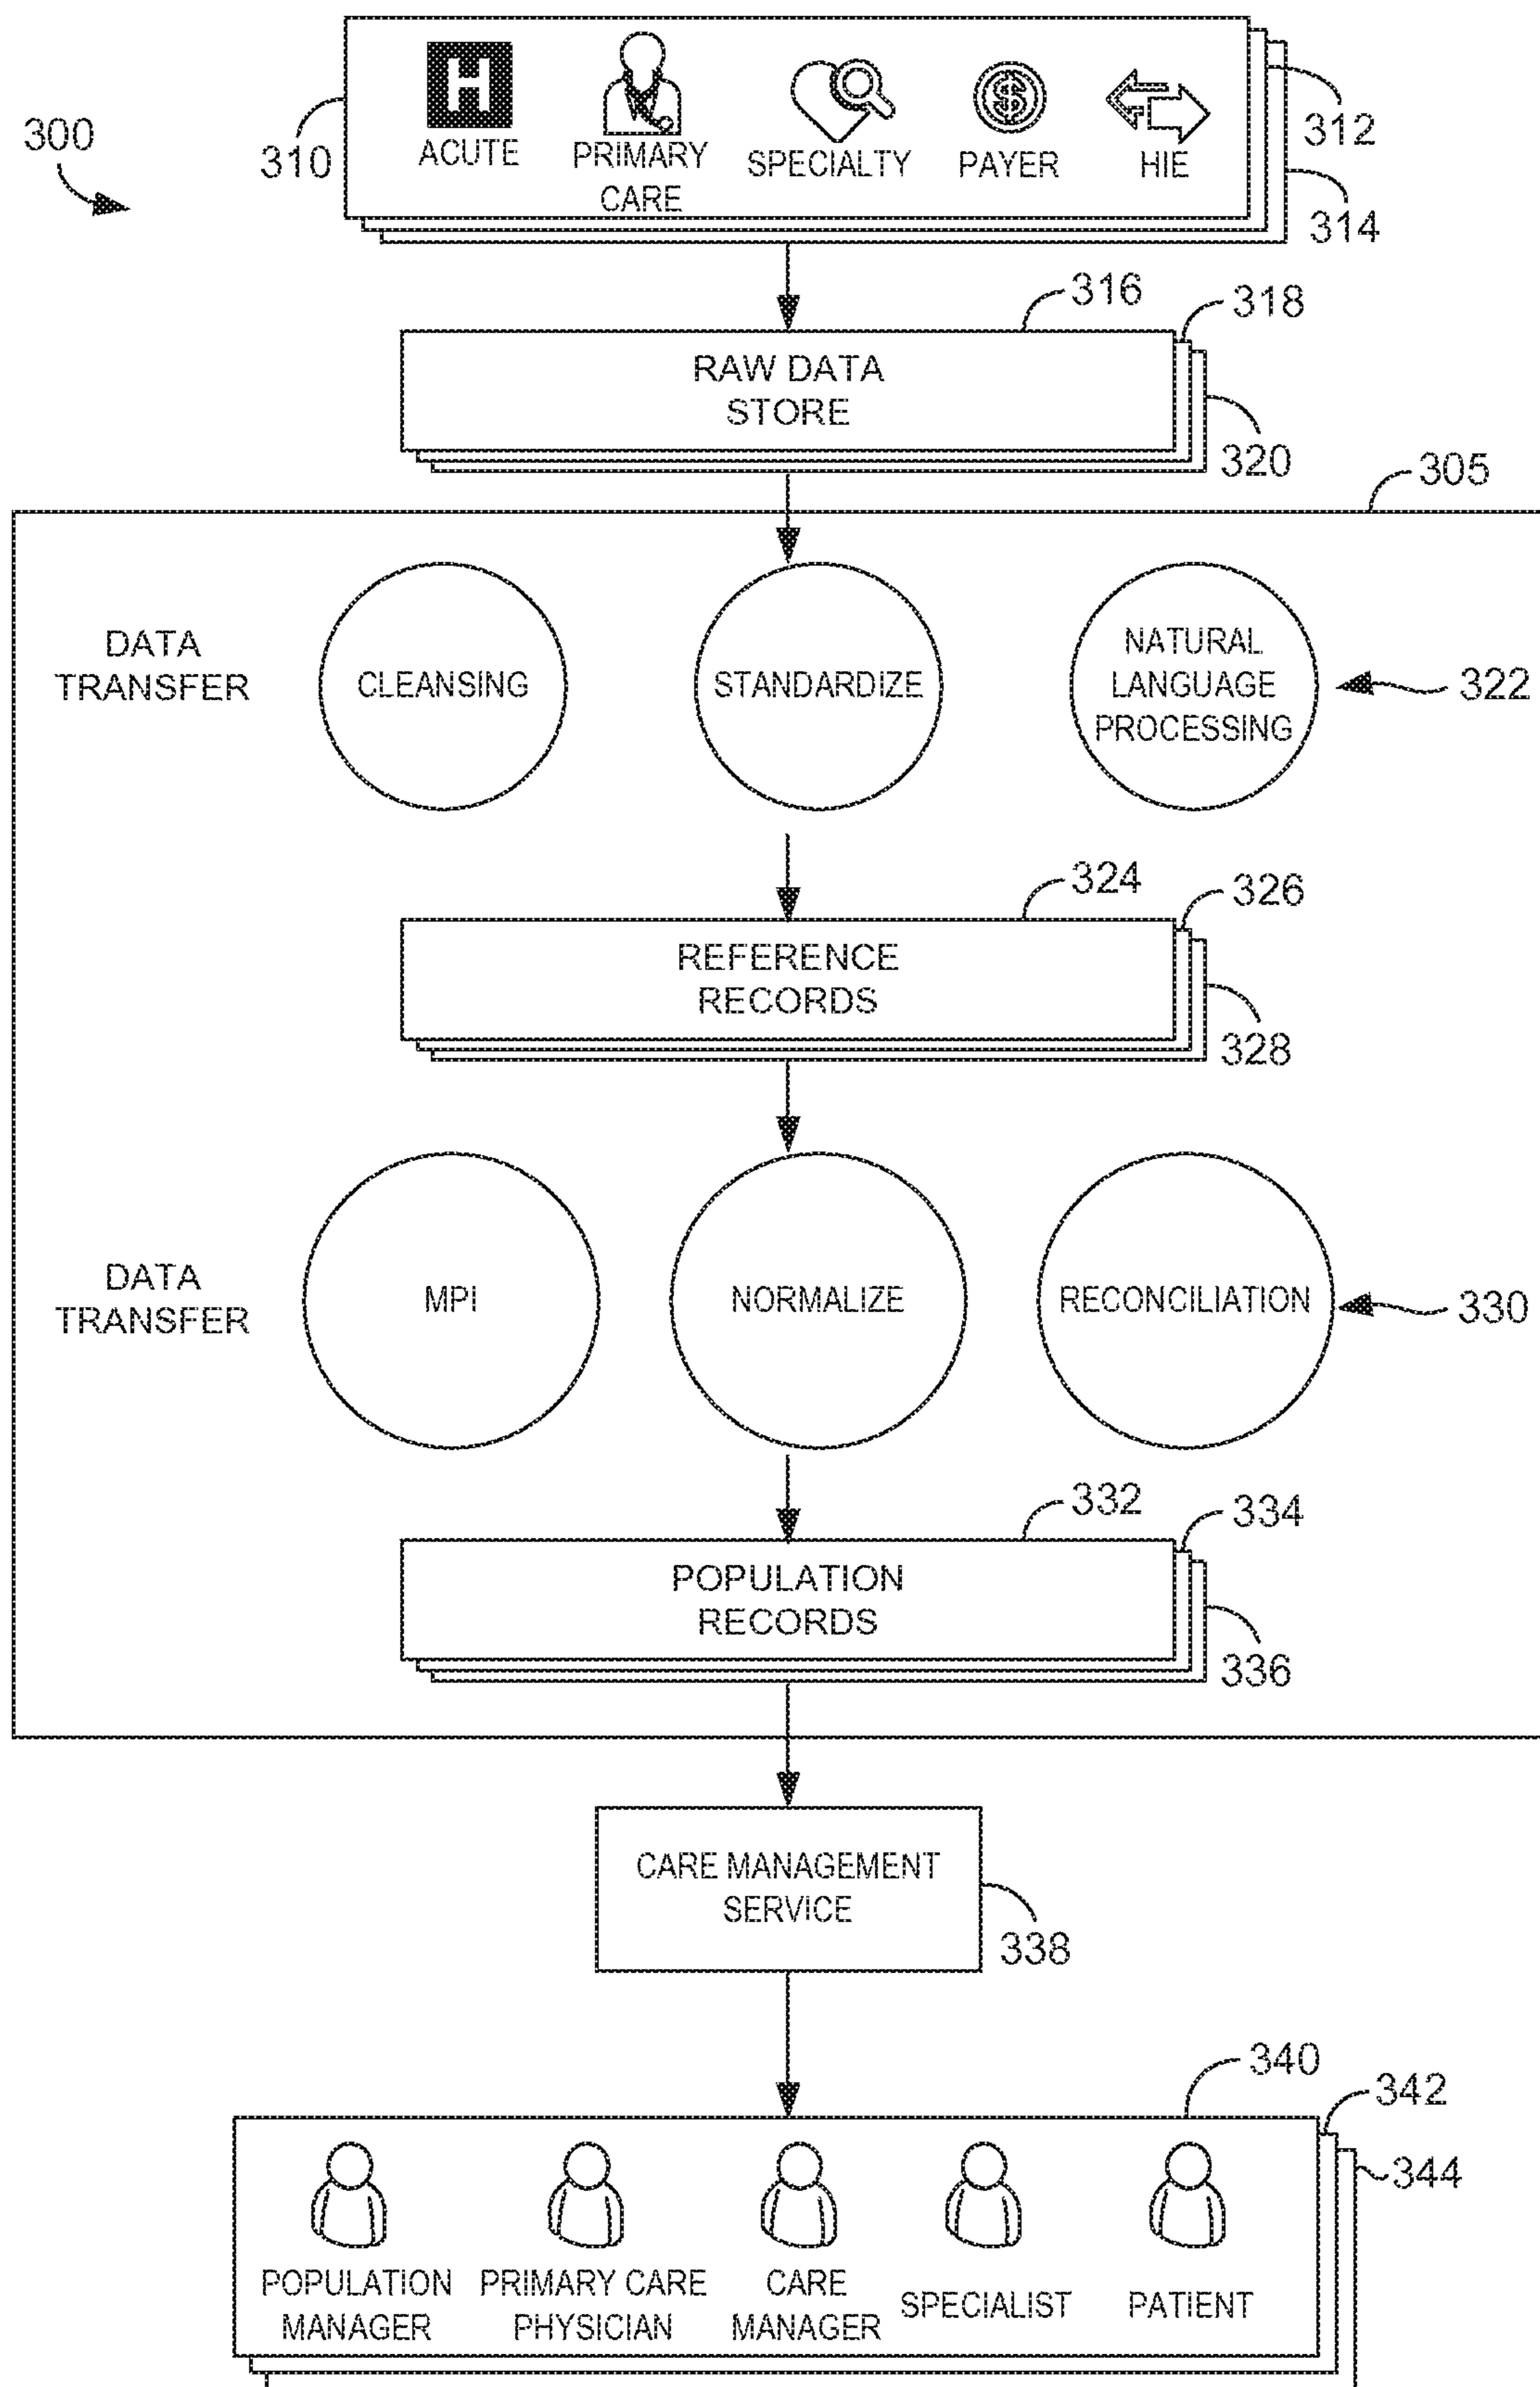 300
310
312
314
H
ACUTE
PRIMARY
CARE
SPECIALTY
$
PAYER
HIE
316
318
RAW DATA
STORE
320
305
DATA
TRANSFER
CLEANSING
STANDARDIZE
NATURAL
LANGUAGE
PROCESSING
322
324
326
REFERENCE
RECORDS
328
DATA
TRANSFER
MPI
NORMALIZE
RECONCILIATION
330
332
334
POPULATION
RECORDS
336
CARE MANAGEMENT
SERVICE
338
340
342
344
POPULATION
MANAGER
PRIMARY CARE
PHYSICIAN
CARE
MANAGER
SPECIALIST
PATIENT